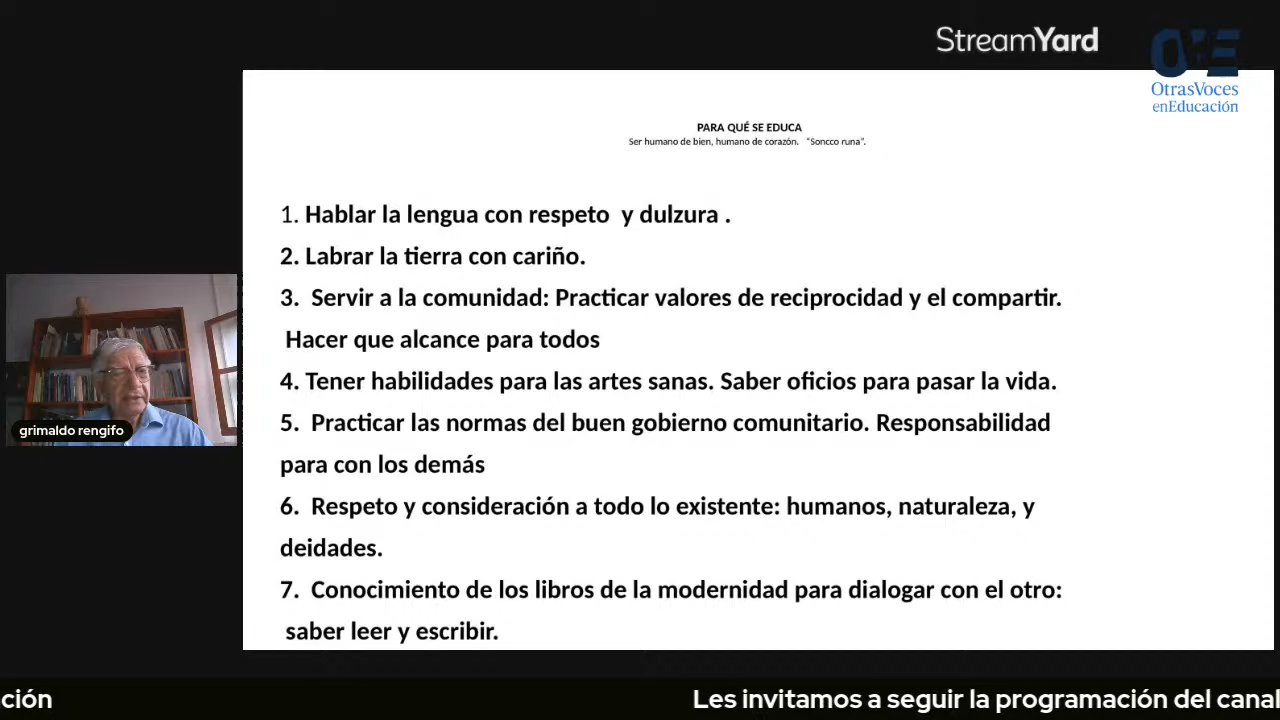 StreamYard
OVE
OtrasVoces
enEducación
PARA QUÉ SE EDUCA
Ser humano de bien, humano de corazón. “Soncco runa”.
1. Hablar la lengua con respeto y dulzura .
2. Labrar la tierra con cariño.
3. Servir a la comunidad: Practicar valores de reciprocidad y el compartir.
Hacer que alcance para todos
4. Tener habilidades para las artes sanas. Saber oficios para pasar la vida.
5. Practicar las normas del buen gobierno comunitario. Responsabilidad
para con los demás
6. Respeto y consideración a todo lo existente: humanos, naturaleza, y
deidades.
7. Conocimiento de los libros de la modernidad para dialogar con el otro:
saber leer y escribir.
grimaldo rengifo
ción
Les invitamos a seguir la programación del canal